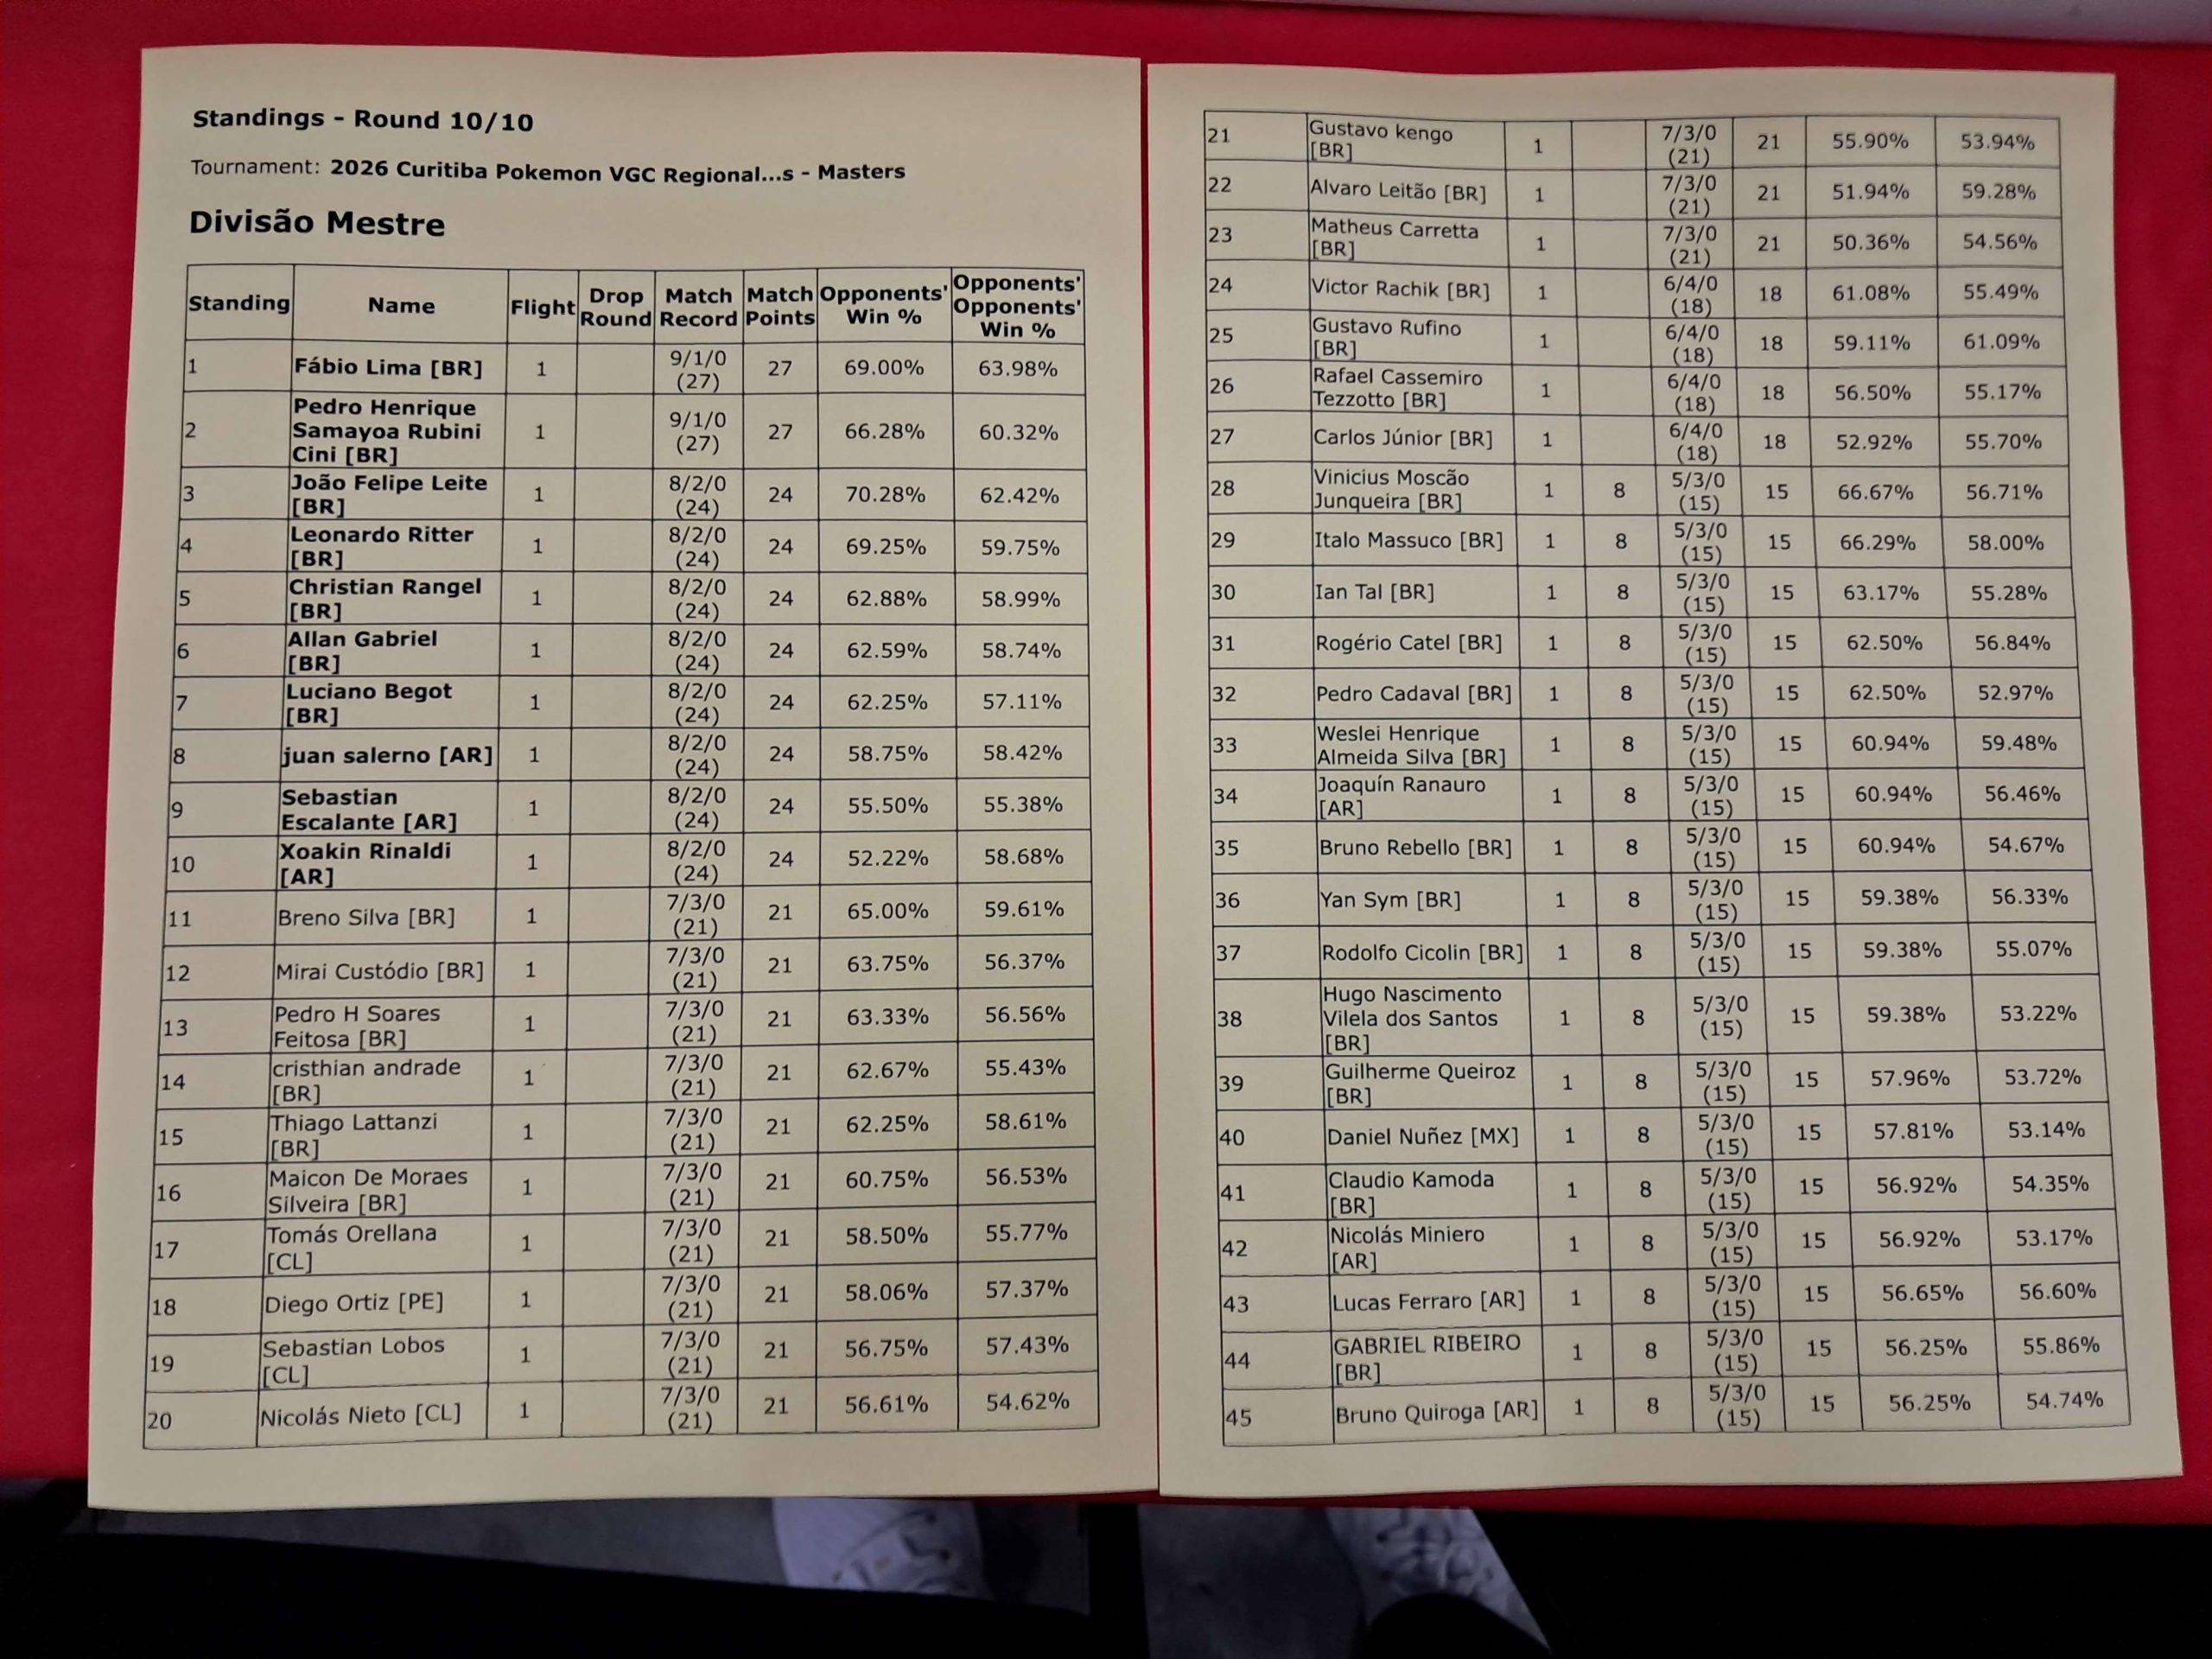 Standings - Round 10/10
Tournament: 2026 Curitiba Pokemon VGC Regional...s - Masters
Divisão Mestre
Standing Name Flight Drop Round Match Record Match Points Opponents' Win % Opponents' Opponents' Win %
1 Fábio Lima [BR] 1 9/1/0 (27) 27 69.00% 63.98%
2 Pedro Henrique Samayoa Rubini Cini [BR] 1 9/1/0 (27) 27 66.28% 60.32%
3 João Felipe Leite [BR] 1 8/2/0 (24) 24 70.28% 62.42%
4 Leonardo Ritter [BR] 1 8/2/0 (24) 24 69.25% 59.75%
5 Christian Rangel [BR] 1 8/2/0 (24) 24 62.88% 58.99%
6 Allan Gabriel [BR] 1 8/2/0 (24) 24 62.59% 58.74%
7 Luciano Begot [BR] 1 8/2/0 (24) 24 62.25% 57.11%
8 juan salerno [AR] 1 8/2/0 (24) 24 58.75% 58.42%
9 Sebastian Escalante [AR] 1 8/2/0 (24) 24 55.50% 55.38%
10 Xoakin Rinaldi [AR] 1 8/2/0 (24) 24 52.22% 58.68%
11 Breno Silva [BR] 1 7/3/0 (21) 21 65.00% 59.61%
12 Mirai Custódio [BR] 1 7/3/0 (21) 21 63.75% 56.37%
13 Pedro H Soares Feitosa [BR] 1 7/3/0 (21) 21 63.33% 56.56%
14 cristhian andrade [BR] 1 7/3/0 (21) 21 62.67% 55.43%
15 Thiago Lattanzi [BR] 1 7/3/0 (21) 21 62.25% 58.61%
16 Maicon De Moraes Silveira [BR] 1 7/3/0 (21) 21 60.75% 56.53%
17 Tomás Orellana [CL] 1 7/3/0 (21) 21 58.50% 55.77%
18 Diego Ortiz [PE] 1 7/3/0 (21) 21 58.06% 57.37%
19 Sebastian Lobos [CL] 1 7/3/0 (21) 21 56.75% 57.43%
20 Nicolás Nieto [CL] 1 7/3/0 (21) 21 56.61% 54.62%
21 Gustavo kengo [BR] 1 7/3/0 (21) 21 55.90% 53.94%
22 Alvaro Leitão [BR] 1 7/3/0 (21) 21 51.94% 59.28%
23 Matheus Carretta [BR] 1 7/3/0 (21) 21 50.36% 54.56%
24 Victor Rachik [BR] 1 6/4/0 (18) 18 61.08% 55.49%
25 Gustavo Rufino [BR] 1 6/4/0 (18) 18 59.11% 61.09%
26 Rafael Cassemiro Tezzotto [BR] 1 6/4/0 (18) 18 56.50% 55.17%
27 Carlos Júnior [BR] 1 6/4/0 (18) 18 52.92% 55.70%
28 Vinicius Moscão Junqueira [BR] 1 8 5/3/0 (15) 15 66.67% 56.71%
29 Italo Massuco [BR] 1 8 5/3/0 (15) 15 66.29% 58.00%
30 Ian Tal [BR] 1 8 5/3/0 (15) 15 63.17% 55.28%
31 Rogério Catel [BR] 1 8 5/3/0 (15) 15 62.50% 56.84%
32 Pedro Cadaval [BR] 1 8 5/3/0 (15) 15 62.50% 52.97%
33 Weslei Henrique Almeida Silva [BR] 1 8 5/3/0 (15) 15 60.94% 59.48%
34 Joaquín Ranauro [AR] 1 8 5/3/0 (15) 15 60.94% 56.46%
35 Bruno Rebello [BR] 1 8 5/3/0 (15) 15 60.94% 54.67%
36 Yan Sym [BR] 1 8 5/3/0 (15) 15 59.38% 56.33%
37 Rodolfo Cicolin [BR] 1 8 5/3/0 (15) 15 59.38% 55.07%
38 Hugo Nascimento Vilela dos Santos [BR] 1 8 5/3/0 (15) 15 59.38% 53.22%
39 Guilherme Queiroz [BR] 1 8 5/3/0 (15) 15 57.96% 53.72%
40 Daniel Nuñez [MX] 1 8 5/3/0 (15) 15 57.81% 53.14%
41 Claudio Kamoda [BR] 1 8 5/3/0 (15) 15 56.92% 54.35%
42 Nicolás Miniero [AR] 1 8 5/3/0 (15) 15 56.92% 53.17%
43 Lucas Ferraro [AR] 1 8 5/3/0 (15) 15 56.65% 56.60%
44 GABRIEL RIBEIRO [BR] 1 8 5/3/0 (15) 15 56.25% 55.86%
45 Bruno Quiroga [AR] 1 8 5/3/0 (15) 15 56.25% 54.74%